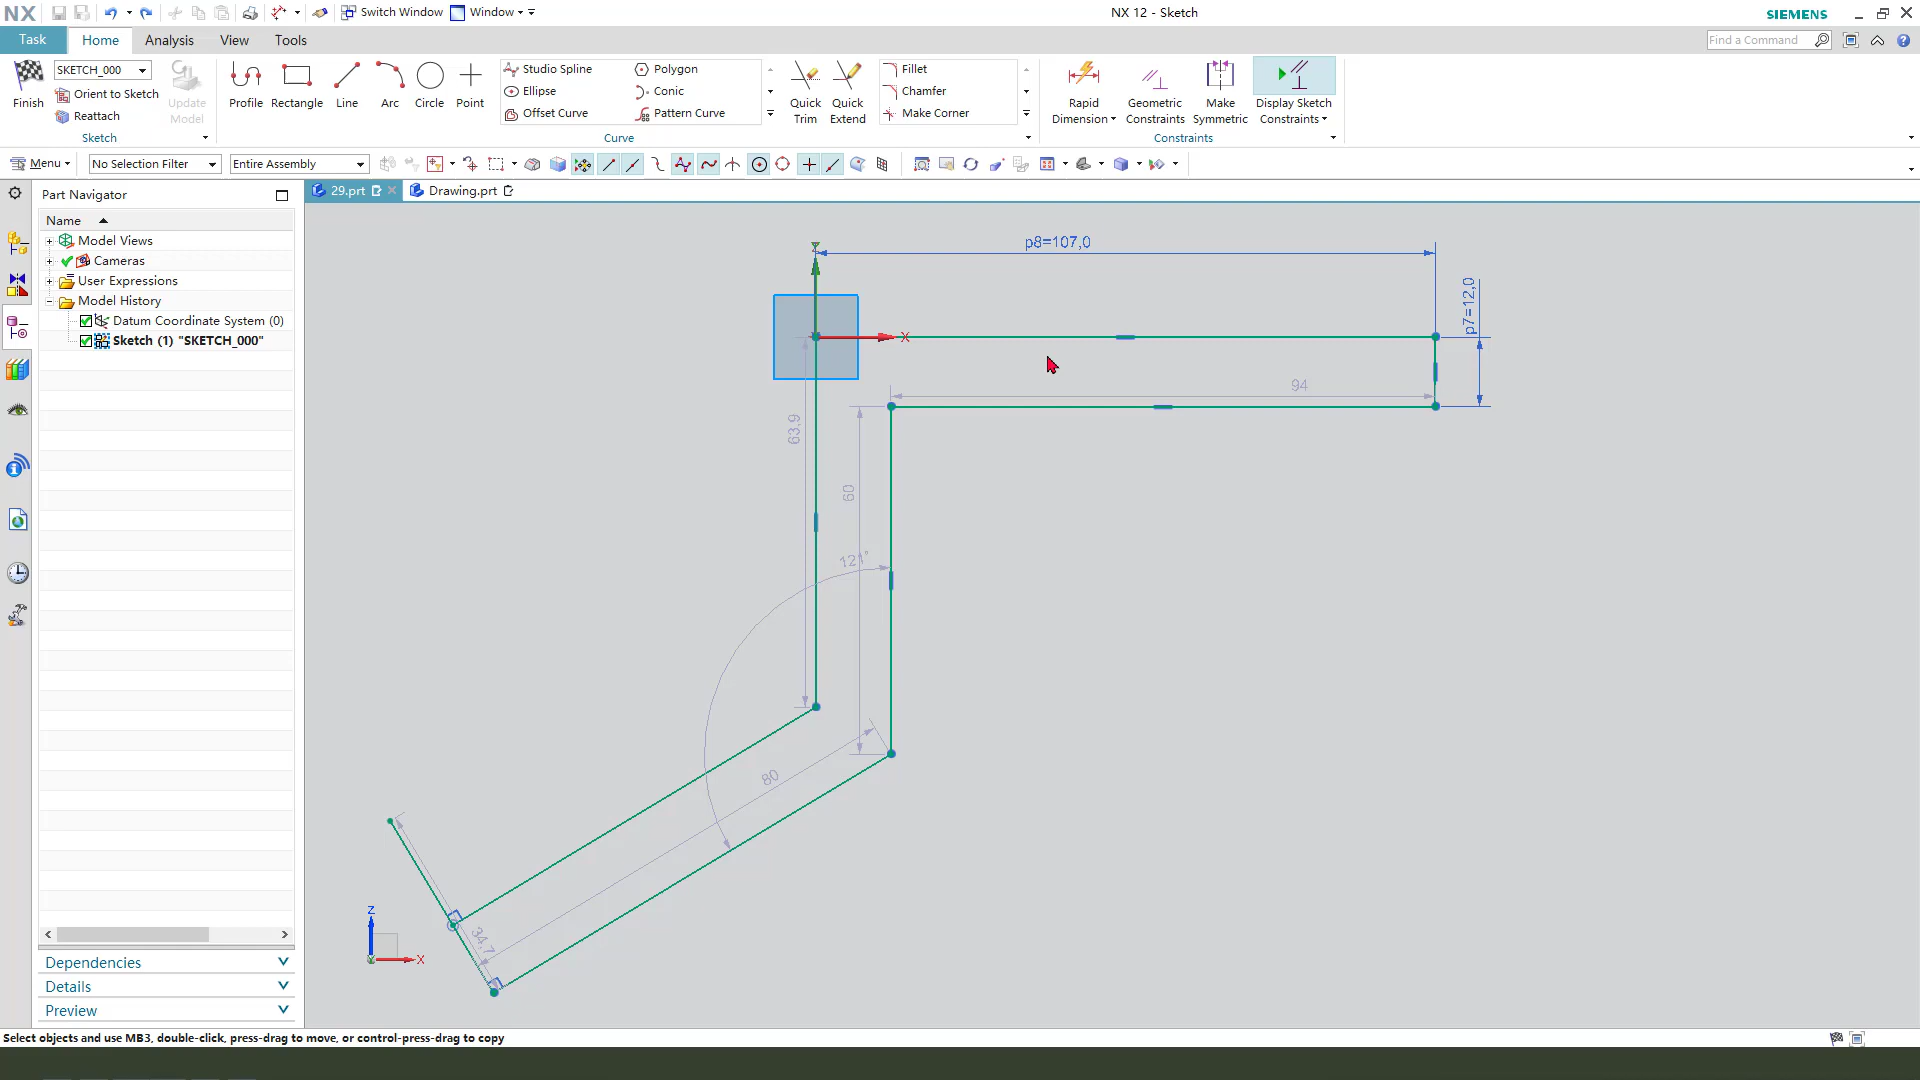 NX
Switch Window
Window
NX 12 - Sketch
SIEMENS
Task
Home
Analysis
View
Tools
Find a Command
Finish
SKETCH_000
Orient to Sketch
Reattach
Update Model
Sketch
Profile
Rectangle
Line
Arc
Circle
Point
Studio Spline
Ellipse
Offset Curve
Polygon
Conic
Pattern Curve
Quick Trim
Quick Extend
Fillet
Chamfer
Make Corner
Curve
Rapid Dimension
Geometric Constraints
Make Symmetric
Display Sketch Constraints
Constraints
Menu
No Selection Filter
Entire Assembly
Part Navigator
29.prt
Drawing.prt
Name
Model Views
Cameras
User Expressions
Model History
Datum Coordinate System (0)
Sketch (1) "SKETCH_000"
p8=107,0
p7=12,0
Y
X
94
63,9
60
121°
80
34,7
Z
X
Y
Dependencies
Details
Preview
Select objects and use MB3, double-click, press-drag to move, or control-press-drag to copy